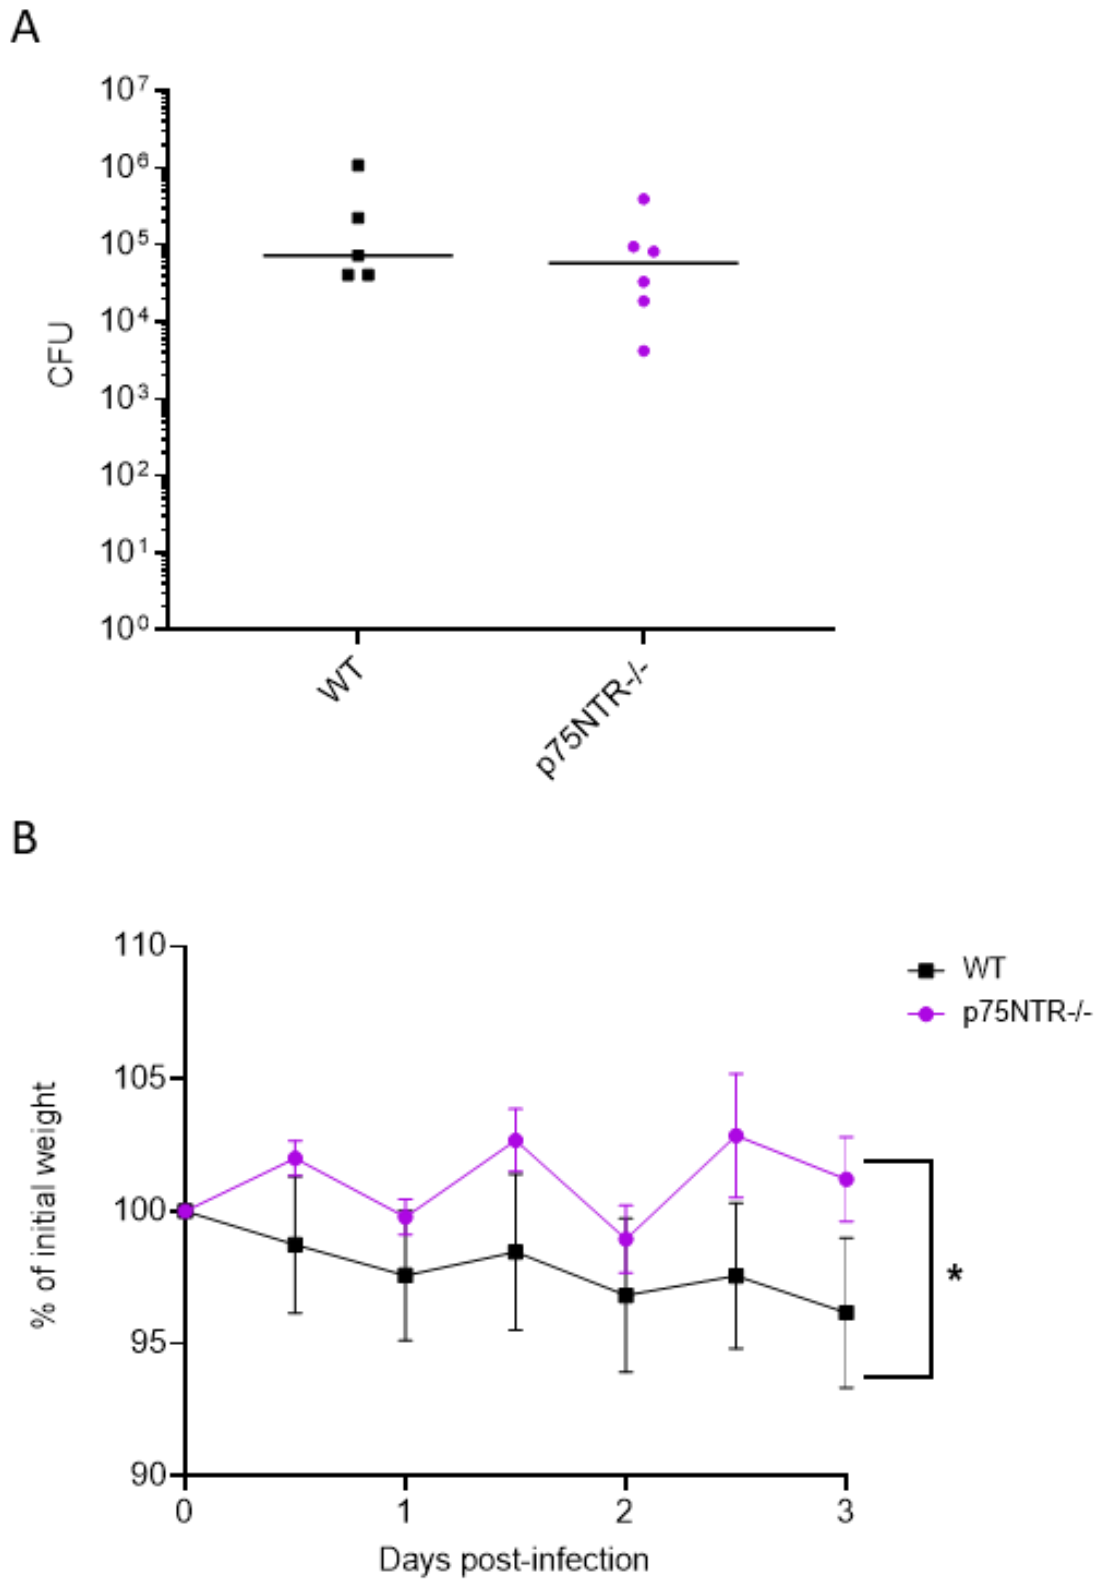 A
10⁷
10⁶
10⁵
10⁴
10³
10²
10¹
10⁰
CFU
WT
p75NTR-/-
B
110
105
100
95
90
% of initial weight
0
1
2
3
Days post-infection
WT
p75NTR-/-
*